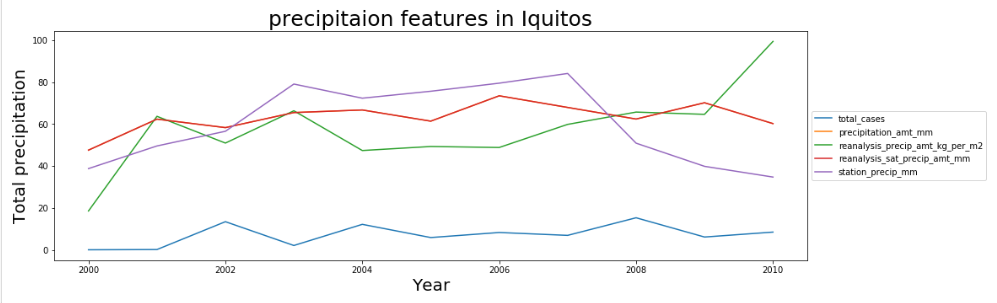 precipitaion features in Iquitos
Total precipitation
100
80
60
40
20
0
2000 2002 2004 2006 2008 2010
Year
total_cases
precipitation_amt_mm
reanalysis_precip_amt_kg_per_m2
reanalysis_sat_precip_amt_mm
station_precip_mm